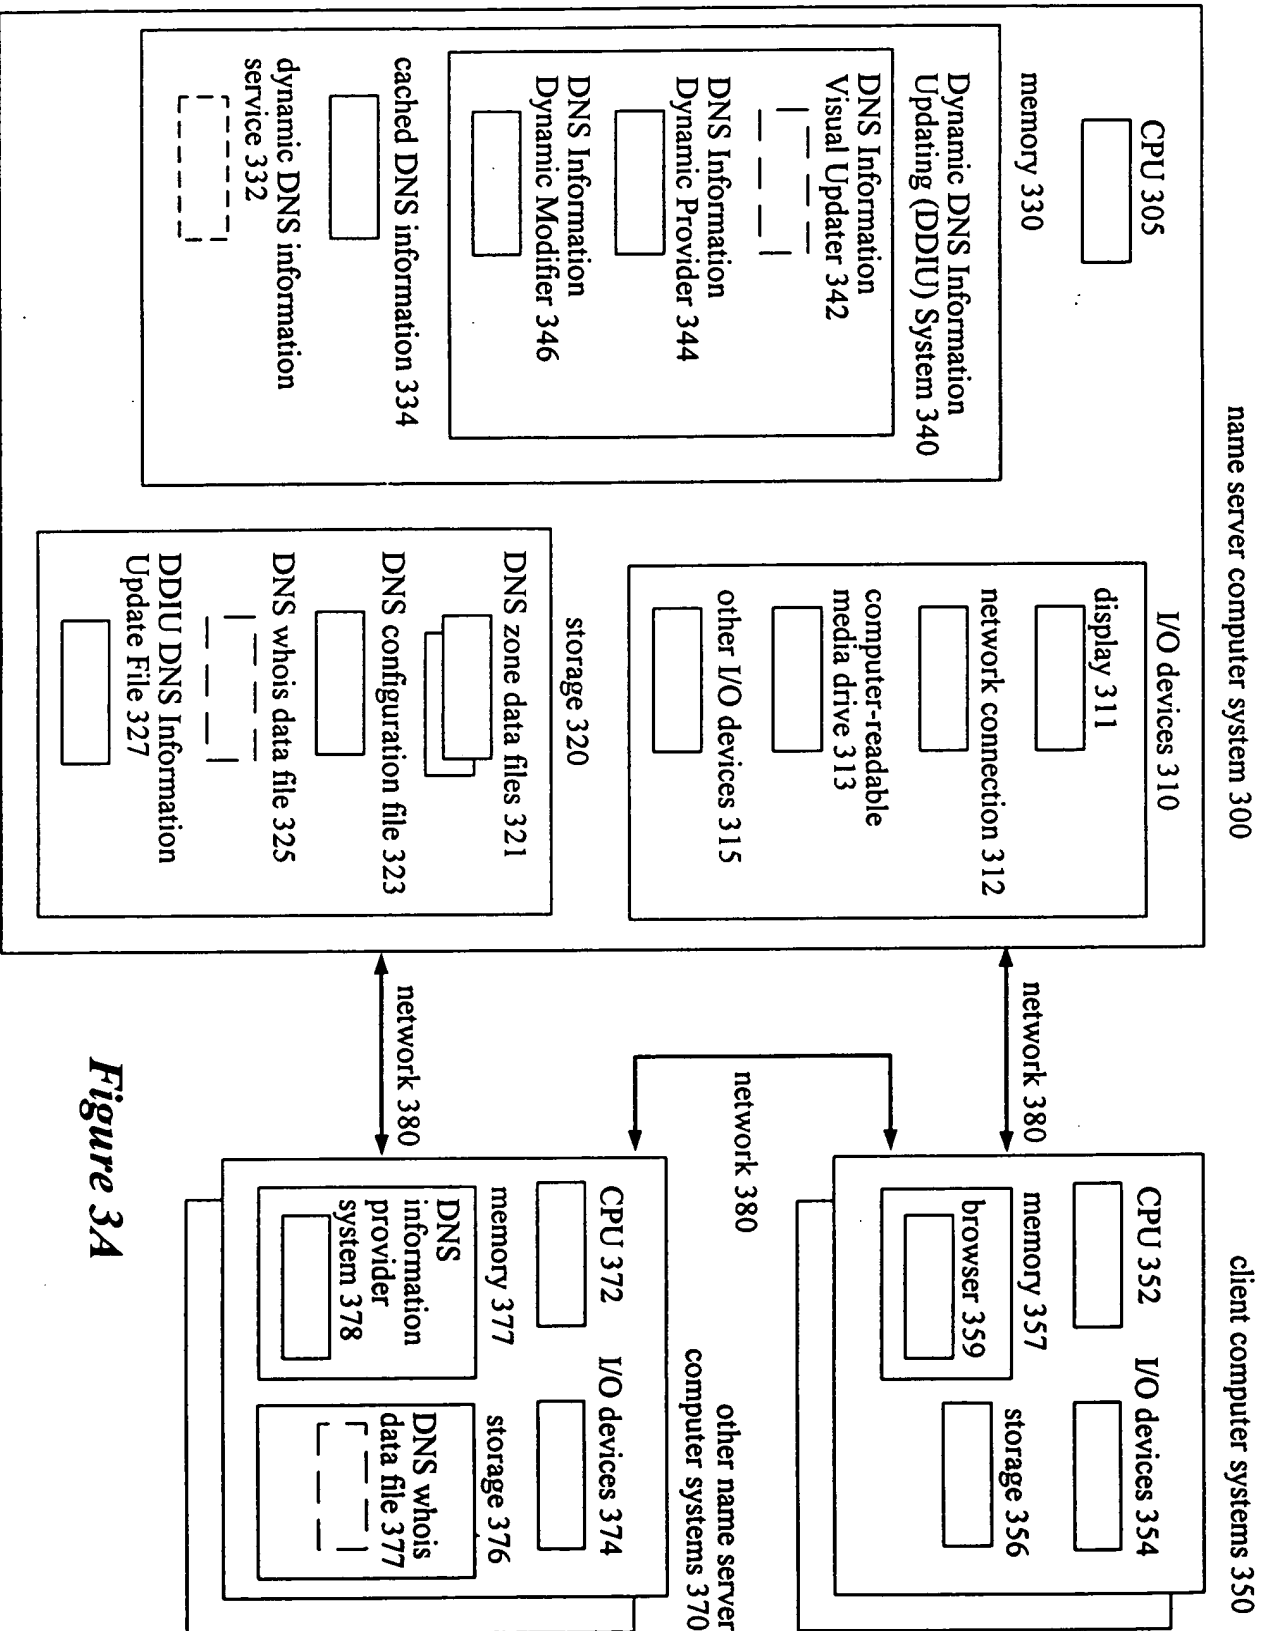 name server computer system 300
CPU 305
memory 330
Dynamic DNS Information
Updating (DDIU) System 340
DNS Information
Visual Updater 342
DNS Information
Dynamic Provider 344
DNS Information
Dynamic Modifier 346
cached DNS information 334
dynamic DNS information
service 332
I/O devices 310
display 311
network connection 312
computer-readable
media drive 313
other I/O devices 315
storage 320
DNS zone data files 321
DNS configuration file 323
DNS whois data file 325
DDIU DNS Information
Update File 327
network 380
network 380
network 380
client computer systems 350
CPU 352
I/O devices 354
memory 357
browser 359
storage 356
other name server
computer systems 370
CPU 372
I/O devices 374
memory 377
DNS
information
provider
system 378
storage 376
DNS whois
data file 377
Figure 3A